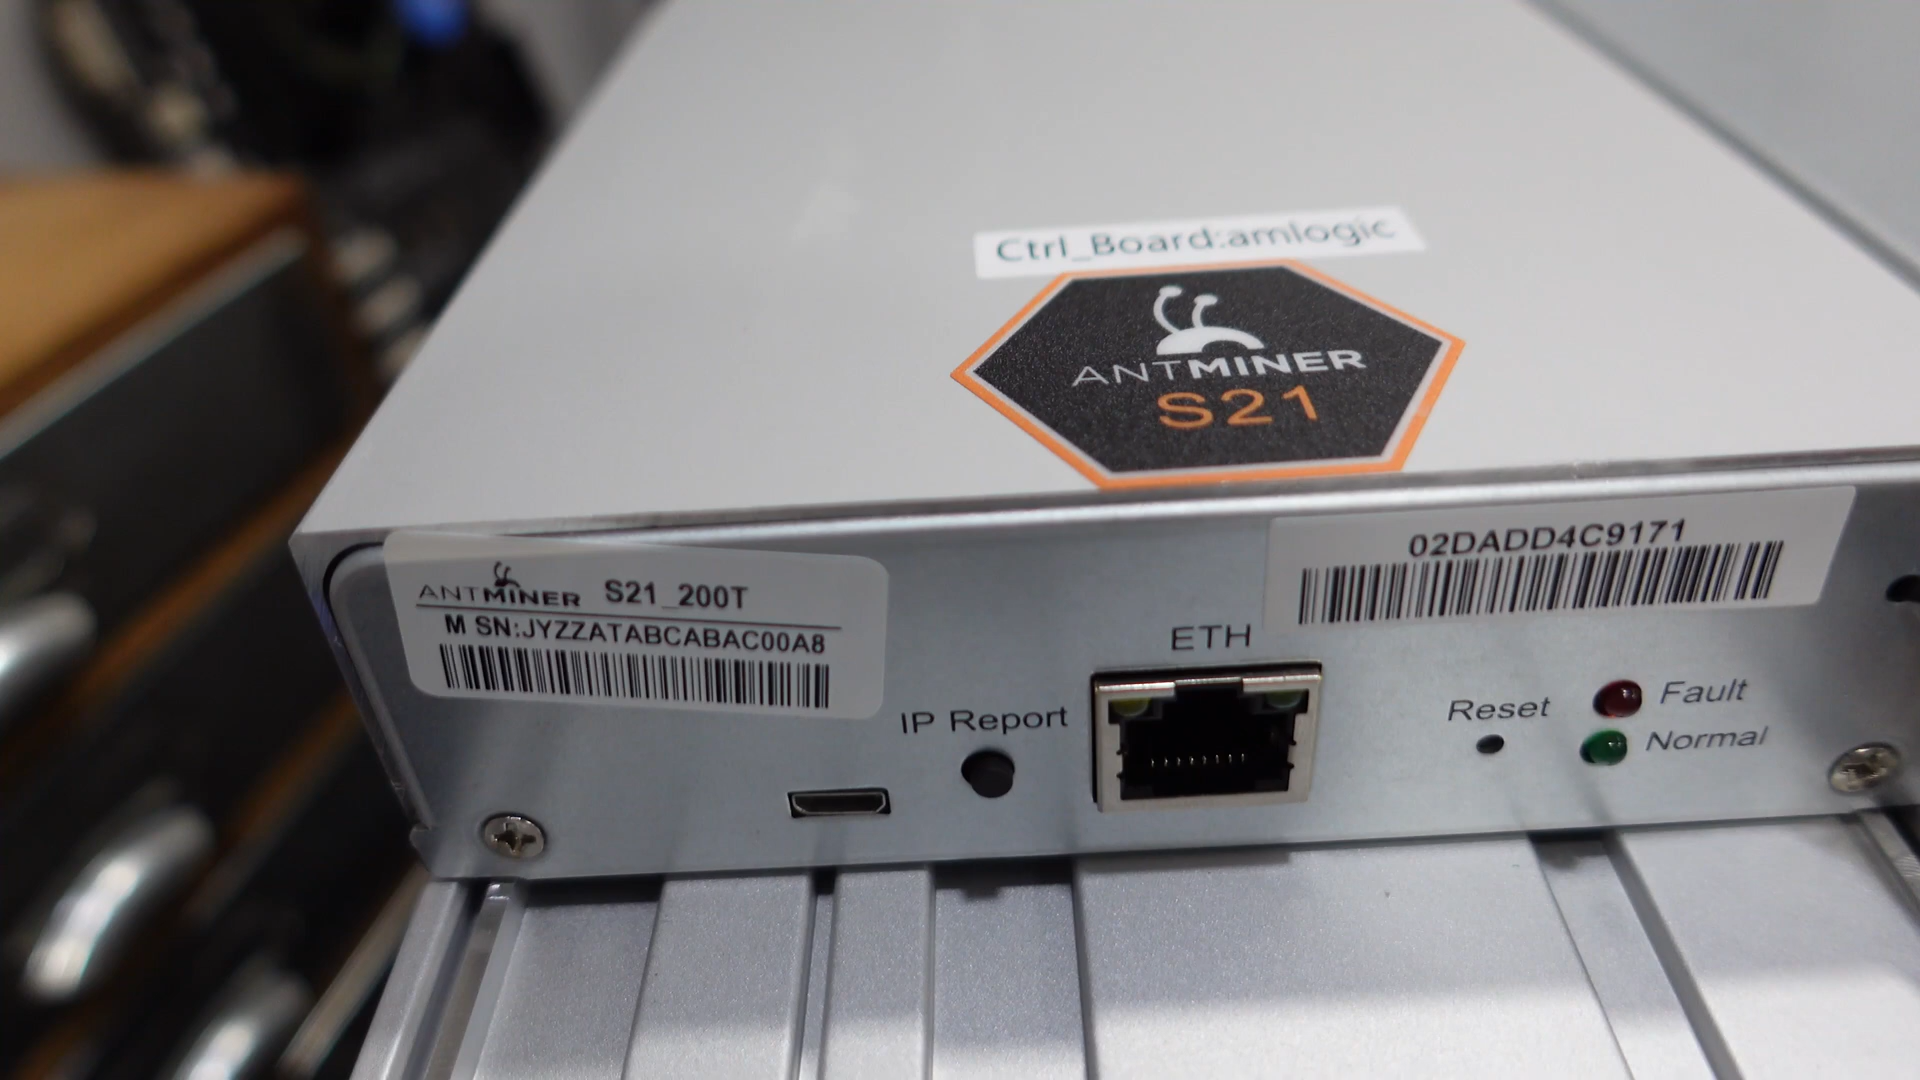 Ctrl_Board:amlogic
ANTMINER
S21
ANTMINER S21_200T
M SN:JYZZATABCABAC00A8
02DADD4C9171
IP Report
ETH
Reset
Fault
Normal